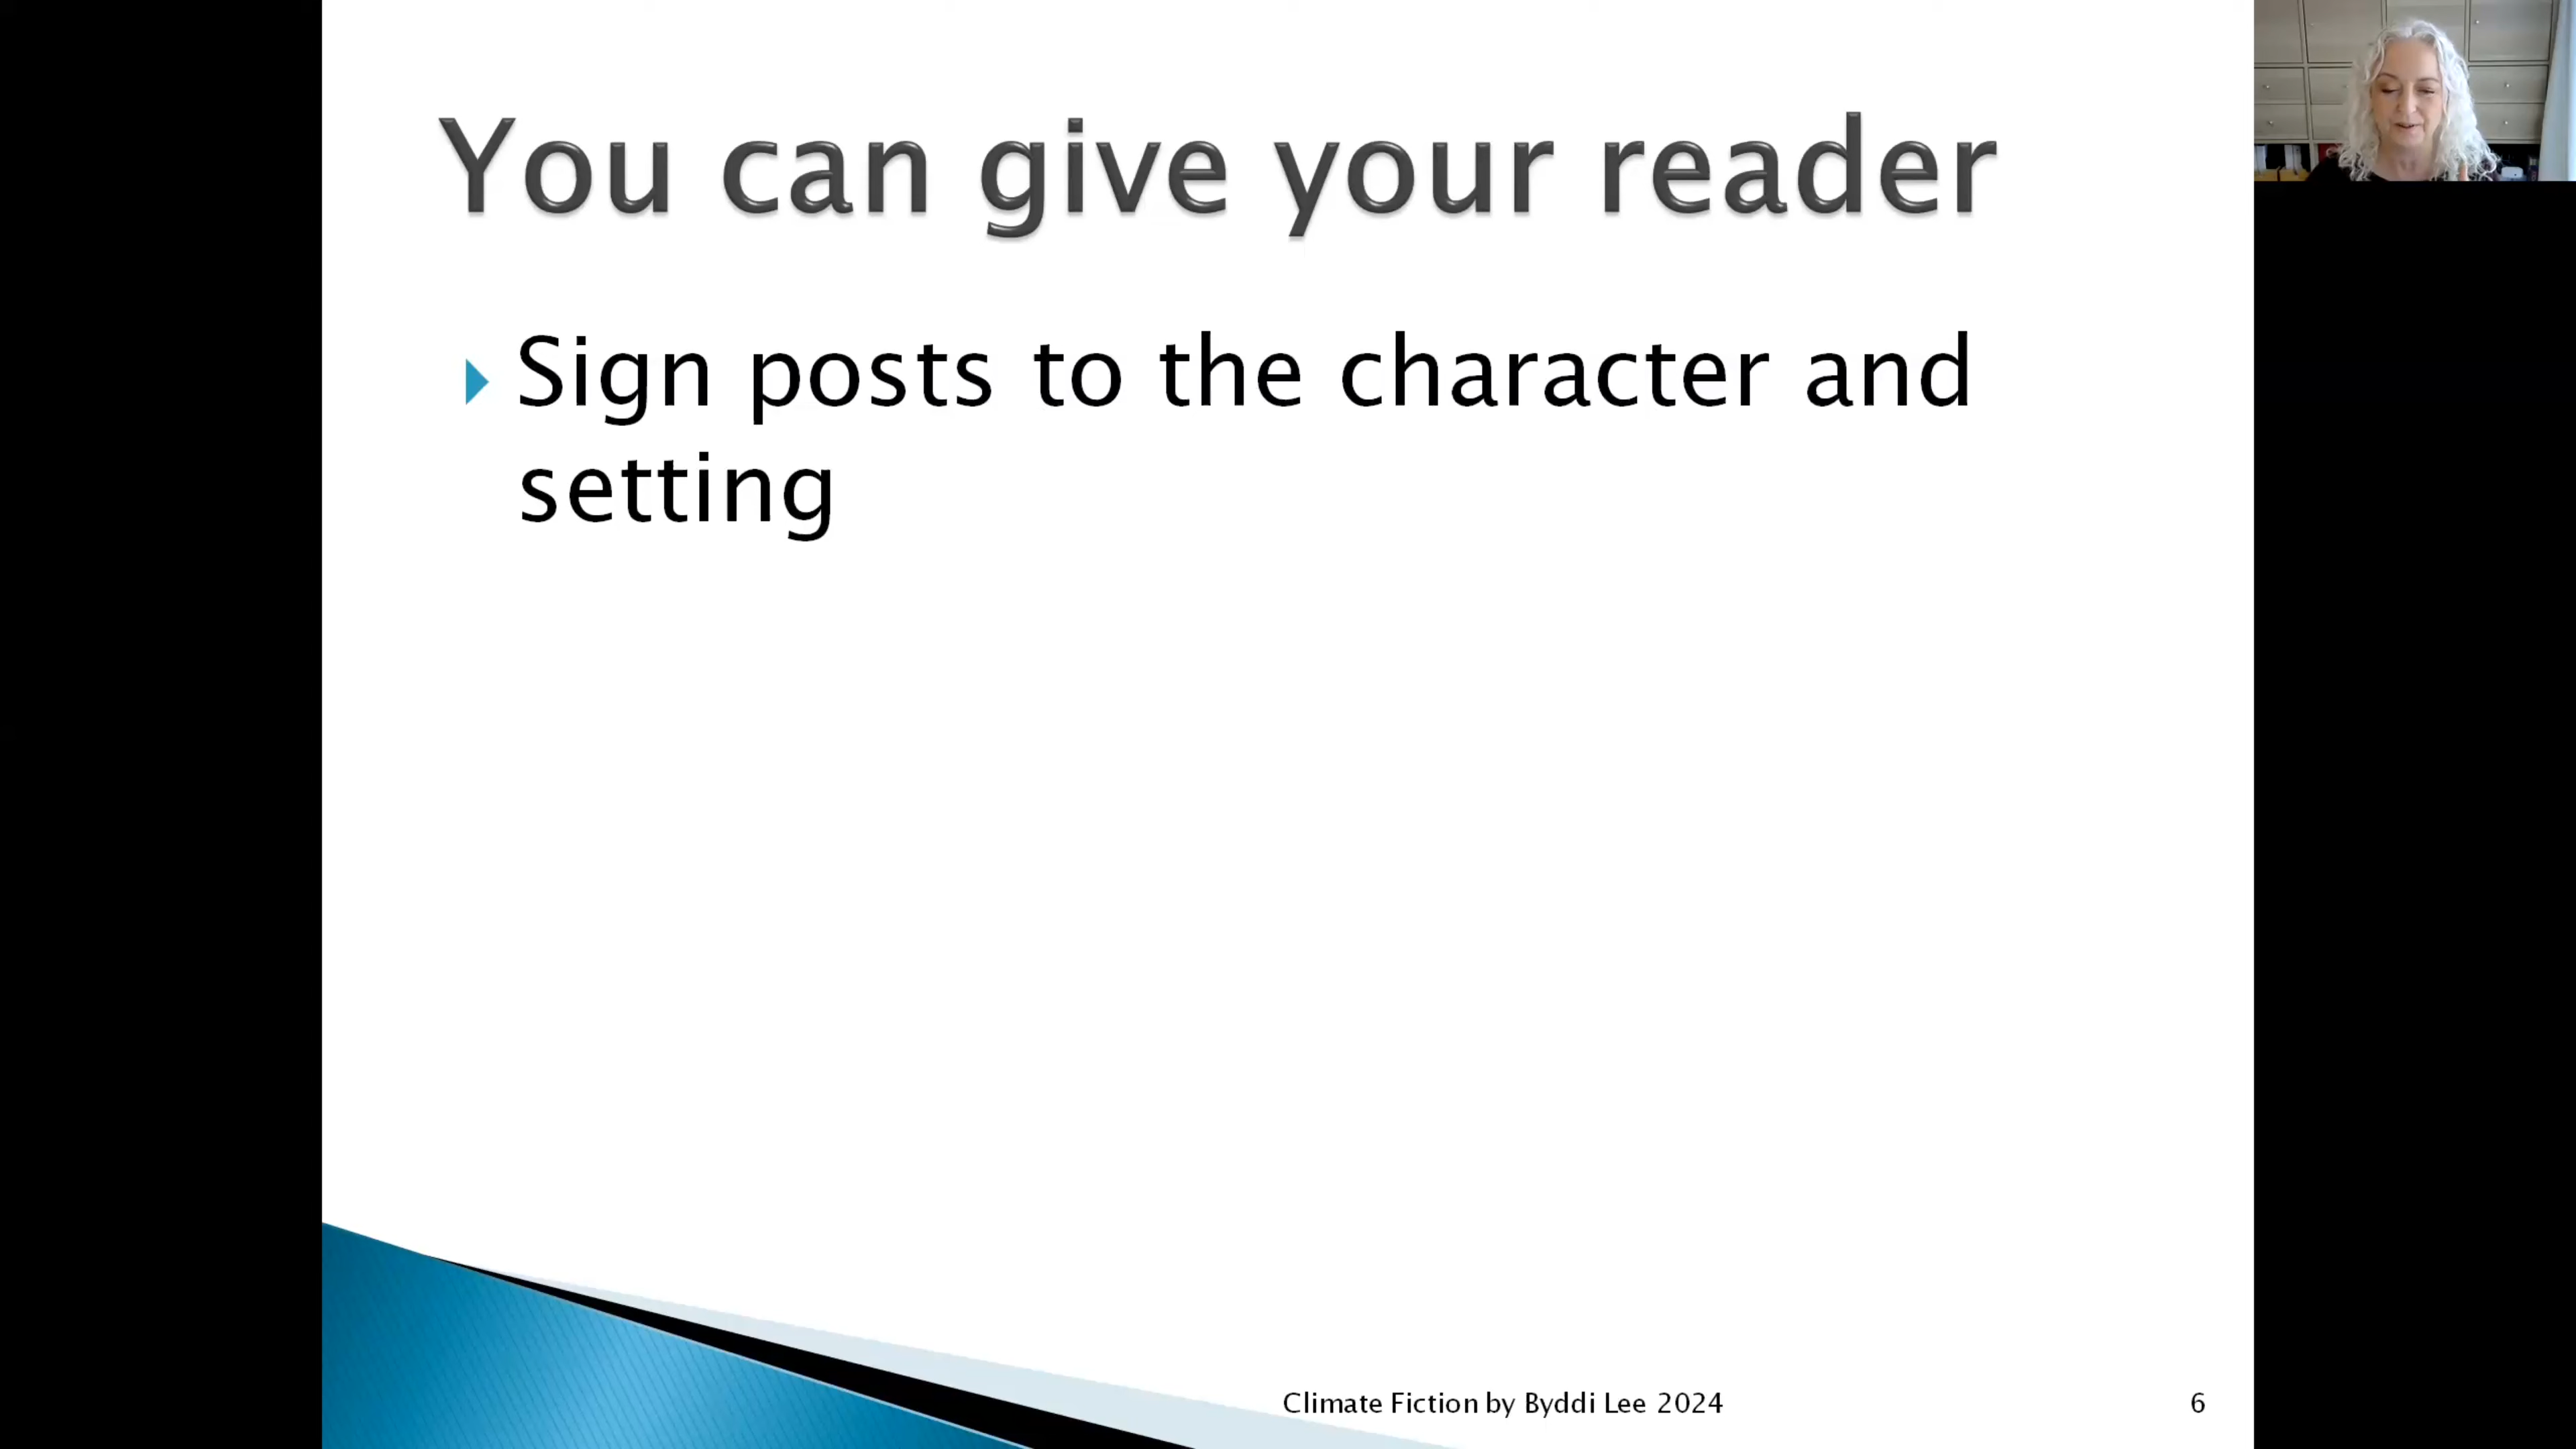 You can give your reader
Sign posts to the character and
setting
Climate Fiction by Byddi Lee 2024
6